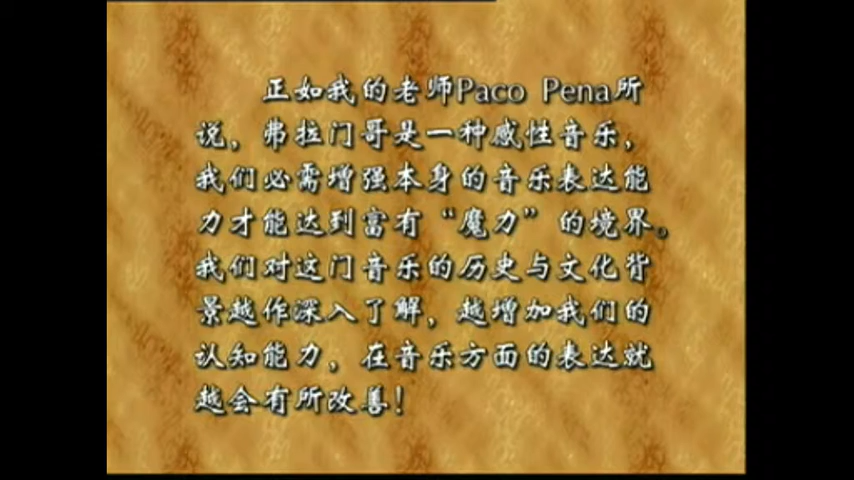 正如我的老师Paco Pena所
说，弗拉门哥是一种感性音乐，
我们必需增强本身的音乐表达能
力才能达到富有“魔力”的境界。
我们对这门音乐的历史与文化背
景越作深入了解，越增加我们的
认知能力，在音乐方面的表达就
越会有所改善！